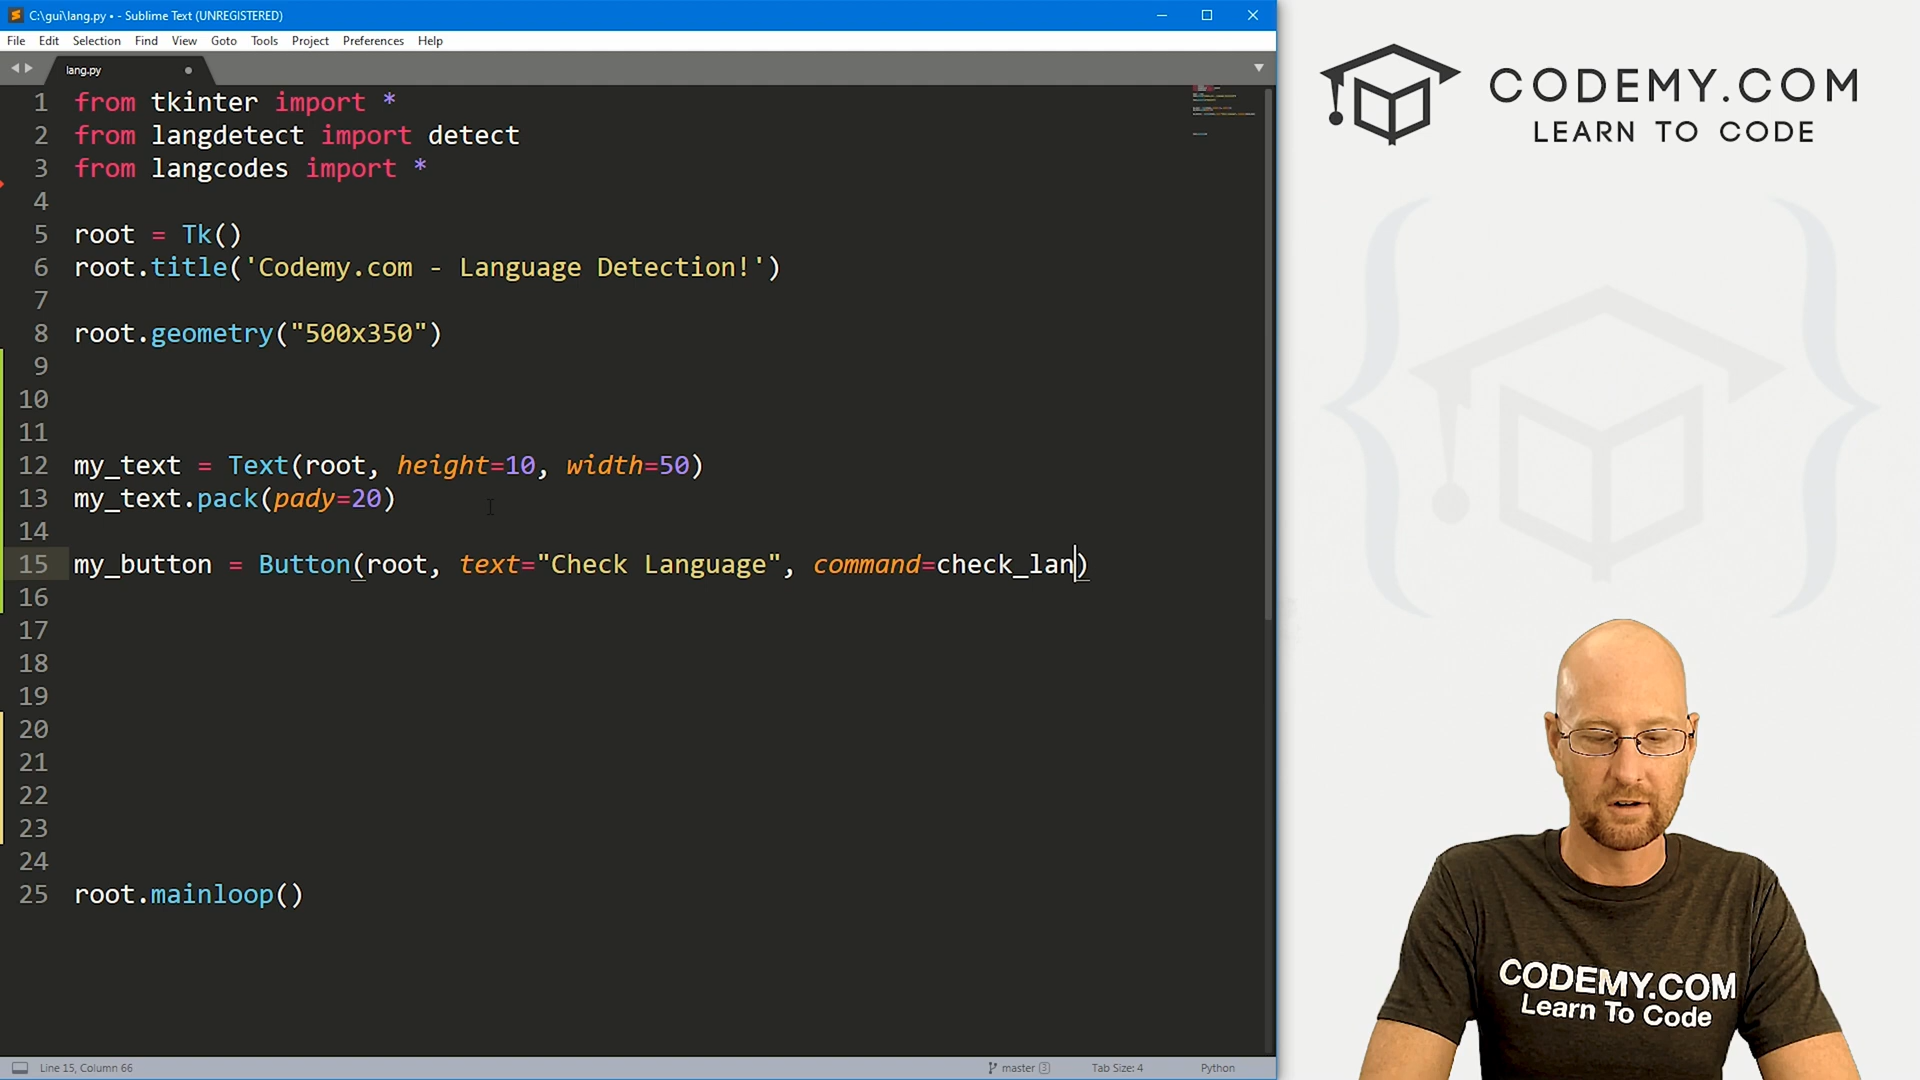 C:\gui\lang.py • - Sublime Text (UNREGISTERED)
File Edit Selection Find View Goto Tools Project Preferences Help
lang.py
1 from tkinter import *
2 from langdetect import detect
3 from langcodes import *
4
5 root = Tk()
6 root.title('Codemy.com - Language Detection!')
7
8 root.geometry("500x350")
9
10
11
12 my_text = Text(root, height=10, width=50)
13 my_text.pack(pady=20)
14
15 my_button = Button(root, text="Check Language", command=check_lan)
16
17
18
19
20
21
22
23
24
25 root.mainloop()
Line 15, Column 66
master (3)
Tab Size: 4
Python
CODEMY.COM
LEARN TO CODE
CODEMY.COM
Learn To Code